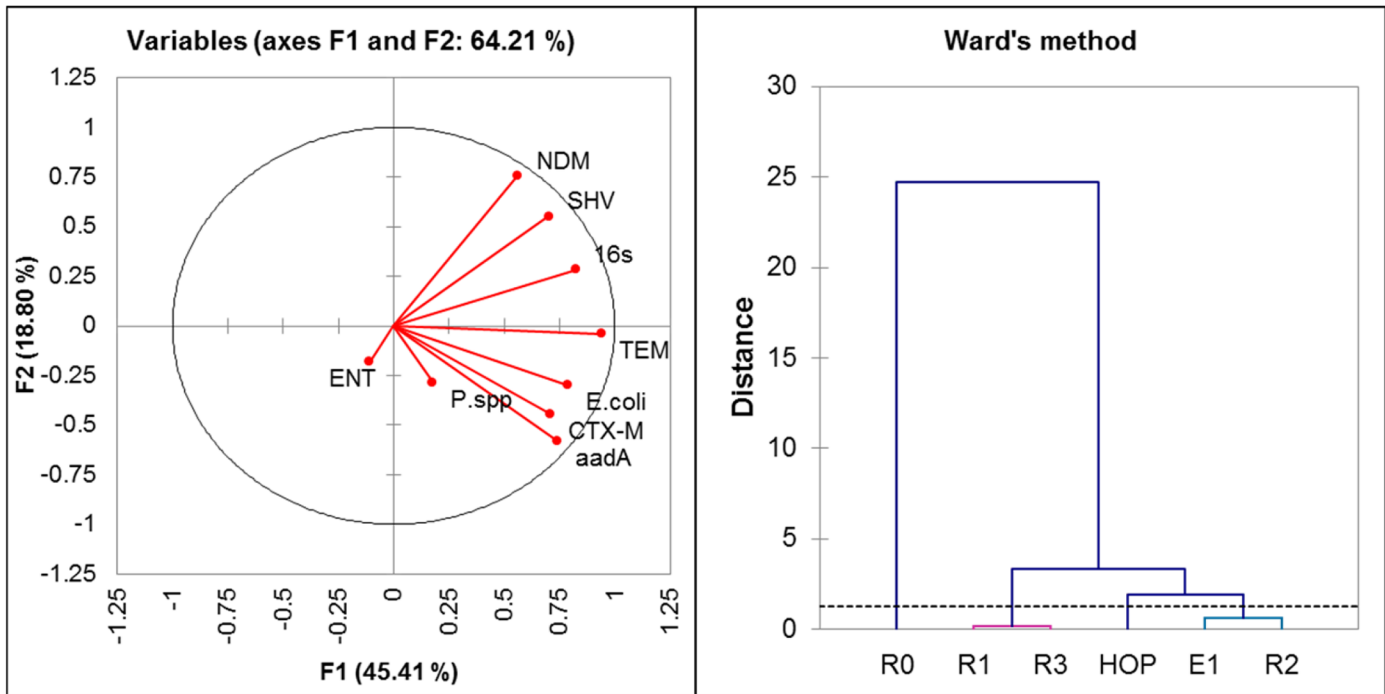 Variables (axes F1 and F2: 64.21 %)
1.25
1
0.75
0.5
0.25
0
-0.25
-0.5
-0.75
-1
-1.25
F2 (18.80 %)
NDM
SHV
16s
TEM
ENT
P.spp
E.coli
CTX-M
aadA
-1.25
-1
-0.75
-0.5
-0.25
0
0.25
0.5
0.75
1
1.25
F1 (45.41 %)
Ward's method
30
25
20
15
10
5
0
Distance
R0 R1 R3 HOP E1 R2